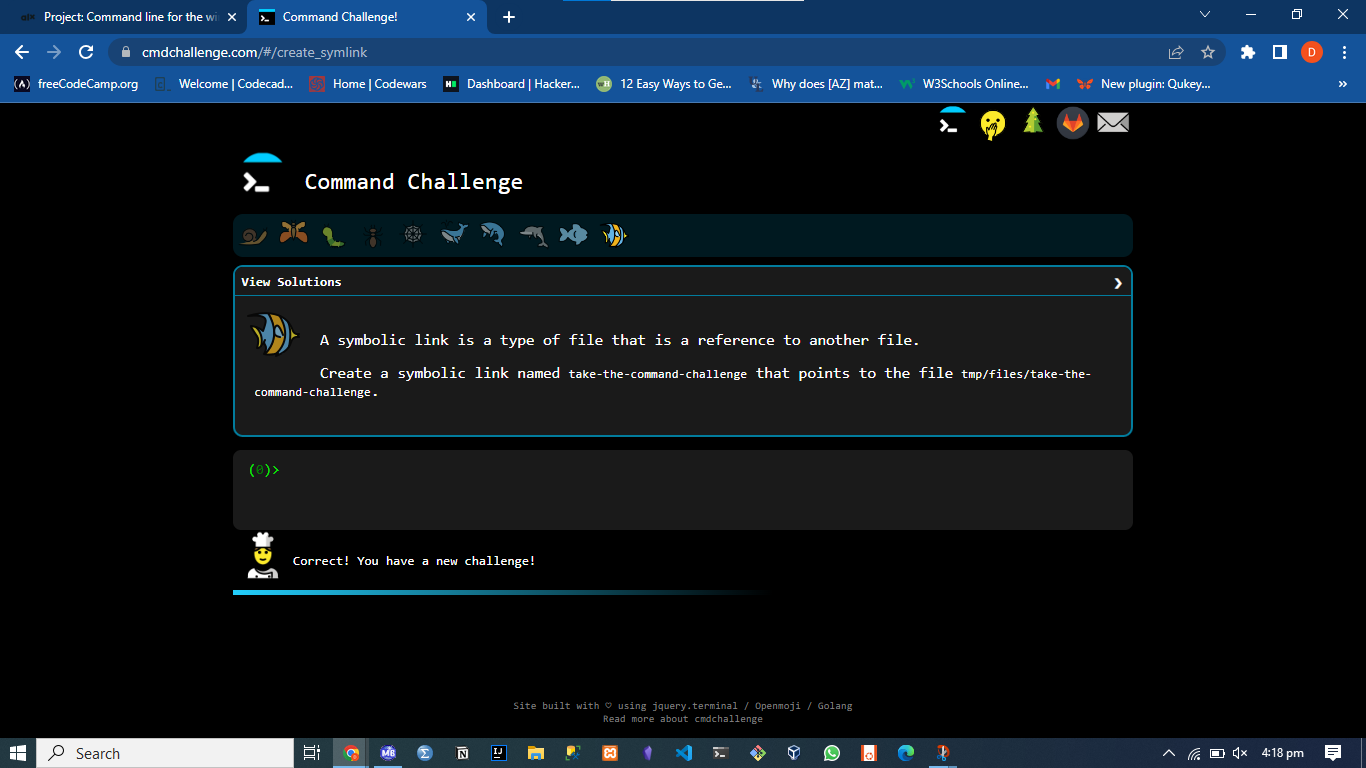 Project: Command line for the wi
Command Challenge!
cmdchallenge.com/#/create_symlink
D
freeCodeCamp.org
Welcome | Codecad...
Home | Codewars
Dashboard | Hacker...
12 Easy Ways to Ge...
Why does [AZ] mat...
W3Schools Online...
New plugin: Qukey...
»
Command Challenge
View Solutions
A symbolic link is a type of file that is a reference to another file.
Create a symbolic link named take-the-command-challenge that points to the file tmp/files/take-the-
command-challenge.
(0)>
Correct! You have a new challenge!
Site built with ♡ using jquery.terminal / Openmoji / Golang
Read more about cmdchallenge
Search
4:18 pm